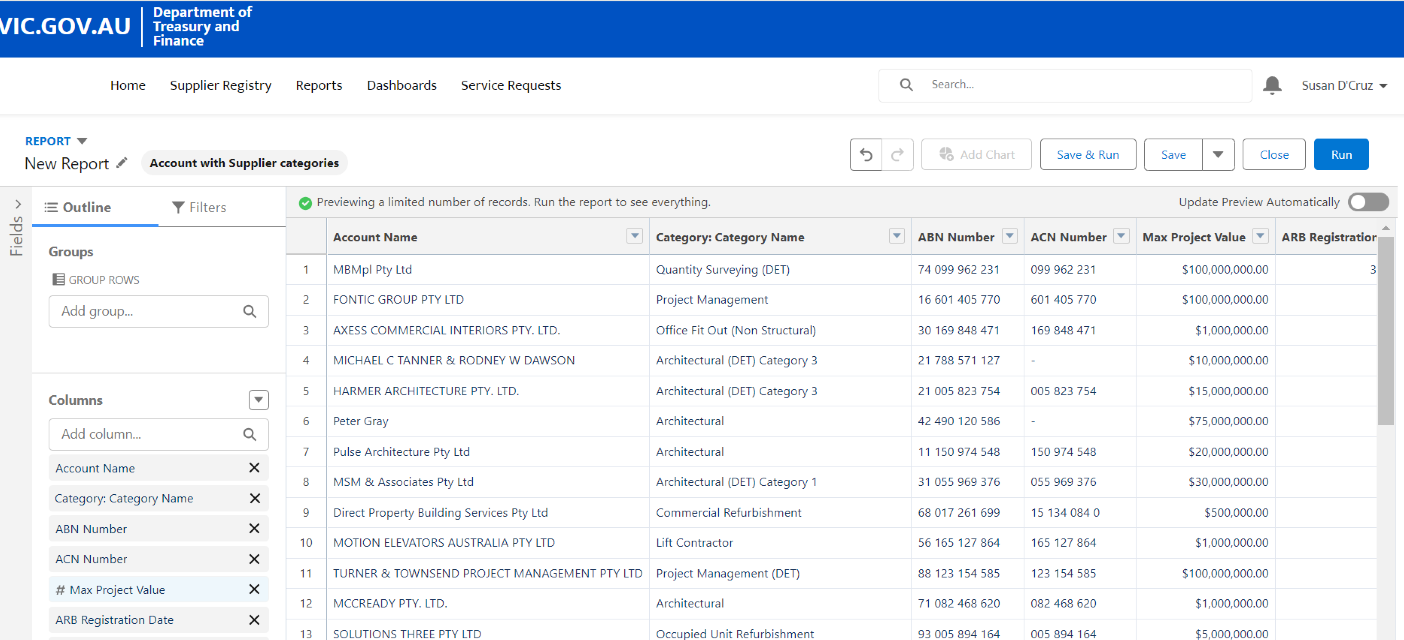 VIC.GOV.AU
Department of
Treasury and
Finance
Home Supplier Registry Reports Dashboards Service Requests
Search...
Susan D'Cruz
REPORT
New Report
Account with Supplier categories
Add Chart
Save & Run
Save
Close
Run
Fields
Outline
Filters
Previewing a limited number of records. Run the report to see everything.
Update Preview Automatically
Groups
GROUP ROWS
Add group...
Columns
Add column...
Account Name
Category: Category Name
ABN Number
ACN Number
# Max Project Value
ARB Registration Date
Account Name Category: Category Name ABN Number ACN Number Max Project Value ARB Registration
1 MBMpl Pty Ltd Quantity Surveying (DET) 74 099 962 231 099 962 231 $100,000,000.00 3
2 FONTIC GROUP PTY LTD Project Management 16 601 405 770 601 405 770 $100,000,000.00
3 AXESS COMMERCIAL INTERIORS PTY. LTD. Office Fit Out (Non Structural) 30 169 848 471 169 848 471 $1,000,000.00
4 MICHAEL C TANNER & RODNEY W DAWSON Architectural (DET) Category 3 21 788 571 127 - $10,000,000.00
5 HARMER ARCHITECTURE PTY. LTD. Architectural (DET) Category 3 21 005 823 754 005 823 754 $15,000,000.00
6 Peter Gray Architectural 42 490 120 586 - $75,000,000.00
7 Pulse Architecture Pty Ltd Architectural 11 150 974 548 150 974 548 $20,000,000.00
8 MSM & Associates Pty Ltd Architectural (DET) Category 1 31 055 969 376 055 969 376 $30,000,000.00
9 Direct Property Building Services Pty Ltd Commercial Refurbishment 68 017 261 699 15 134 084 0 $500,000.00
10 MOTION ELEVATORS AUSTRALIA PTY LTD Lift Contractor 56 165 127 864 165 127 864 $1,000,000.00
11 TURNER & TOWNSEND PROJECT MANAGEMENT PTY LTD Project Management (DET) 88 123 154 585 123 154 585 $100,000,000.00
12 MCCREADY PTY. LTD. Architectural 71 082 468 620 082 468 620 $1,000,000.00
13 SOLUTIONS THREE PTY LTD Occupied Unit Refurbishment 93 005 894 164 005 894 164 $5,000,000.00